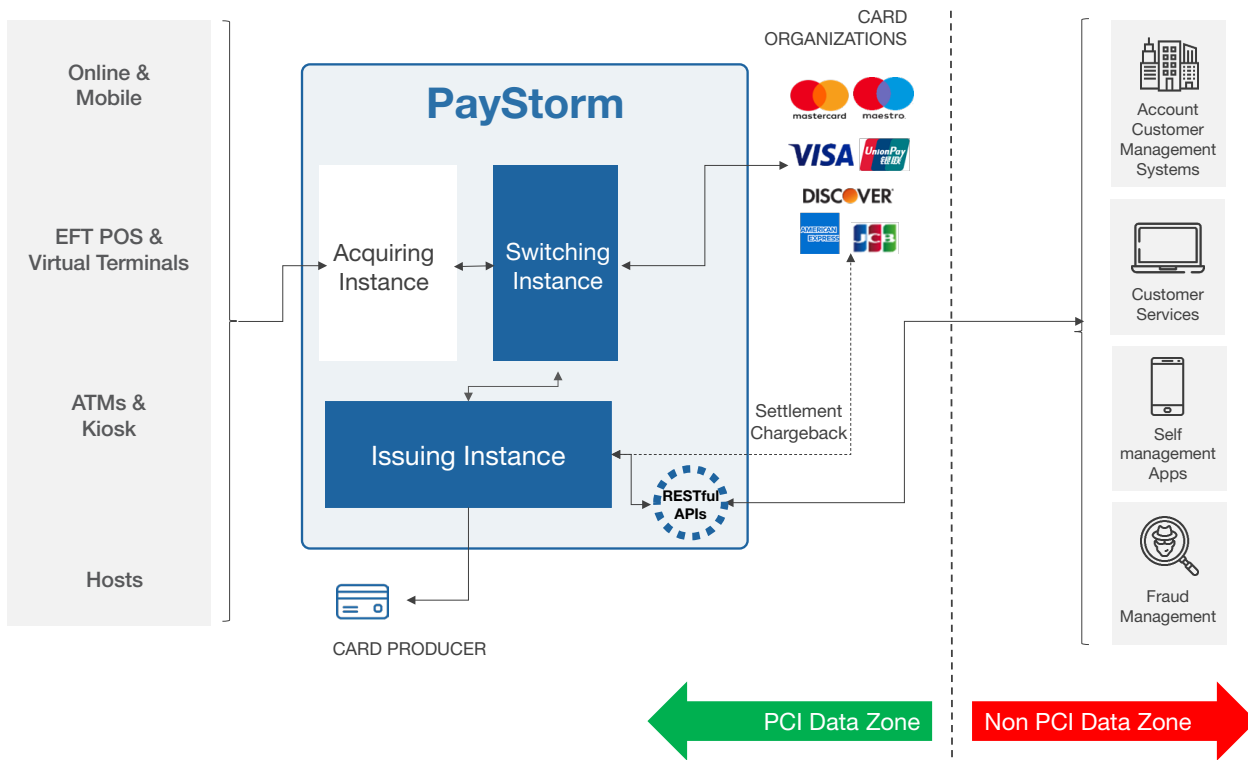 CARD
ORGANIZATIONS
Online &
Mobile
EFT POS &
Virtual Terminals
ATMs &
Kiosk
Hosts
PayStorm
Acquiring
Instance
Switching
Instance
Issuing Instance
RESTful
APIs
CARD PRODUCER
mastercard
maestro.
VISA
UnionPay
银联
DISCOVER
AMERICAN
EXPRESS
JCB
Settlement
Chargeback
Account
Customer
Management
Systems
Customer
Services
Self
management
Apps
Fraud
Management
PCI Data Zone
Non PCI Data Zone